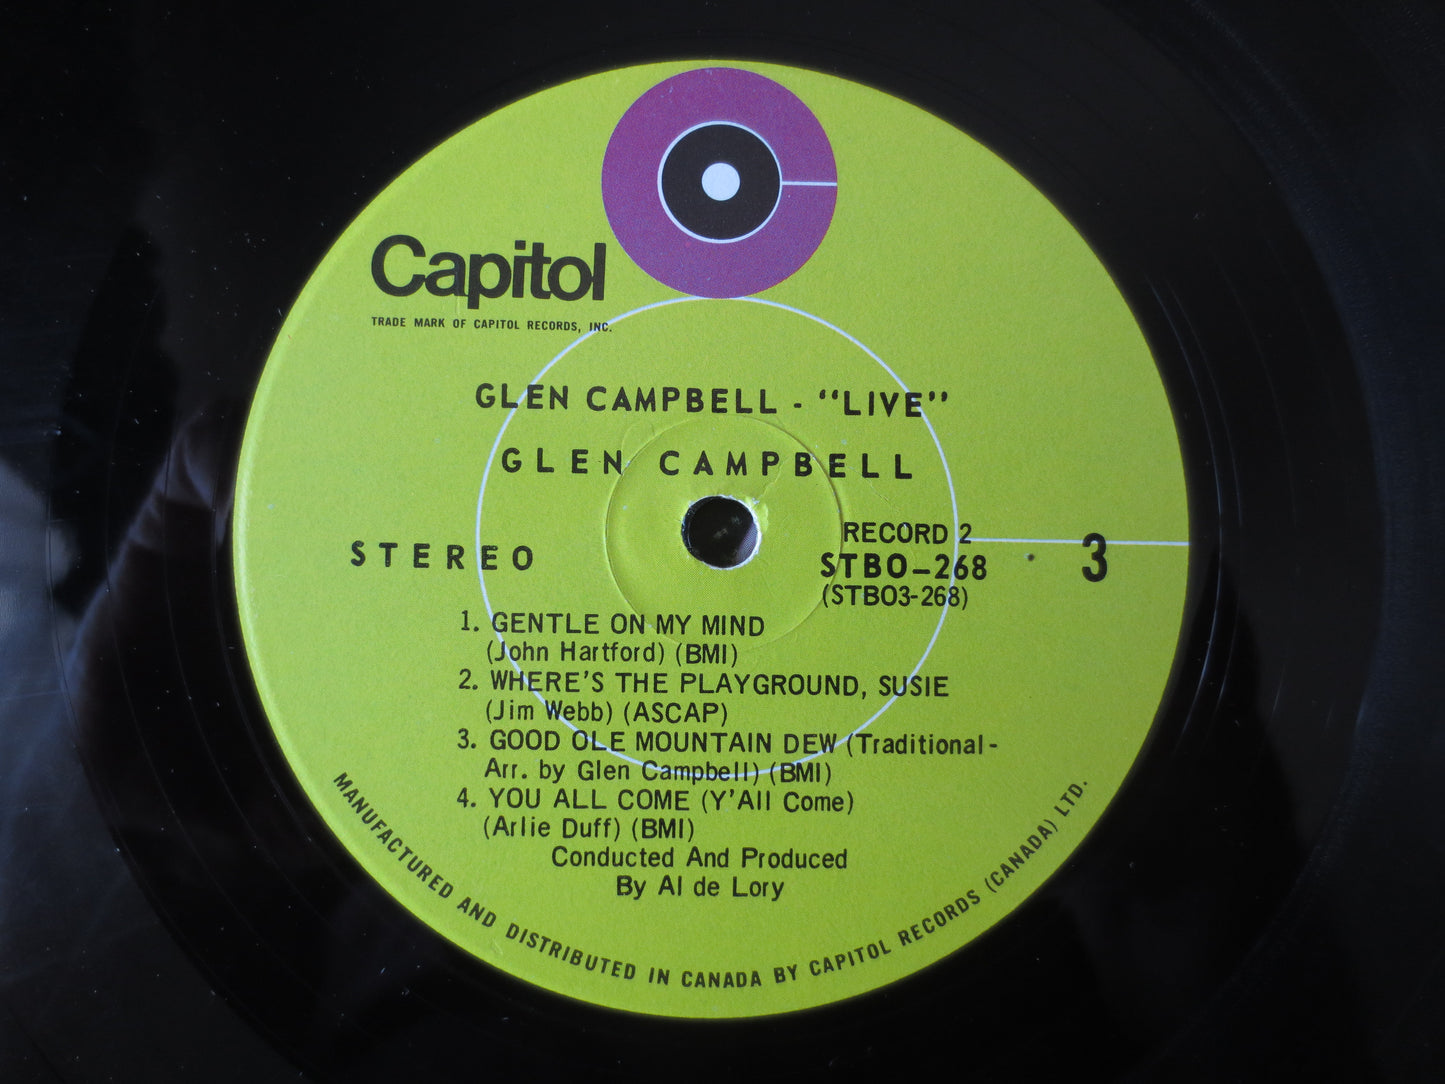 Capitol
TRADE MARK OF CAPITOL RECORDS, INC.
GLEN CAMPBELL - "LIVE"
GLEN CAMPBELL
STEREO
RECORD 2
STBO-268
(STBO3-268)
3
1. GENTLE ON MY MIND
(John Hartford) (BMI)
2. WHERE'S THE PLAYGROUND, SUSIE
(Jim Webb) (ASCAP)
3. GOOD OLE MOUNTAIN DEW (Traditional-
Arr. by Glen Campbell) (BMI)
4. YOU ALL COME (Y'All Come)
(Arlie Duff) (BMI)
Conducted And Produced
By Al de Lory
MANUFACTURED AND DISTRIBUTED IN CANADA BY CAPITOL RECORDS (CANADA) LTD.